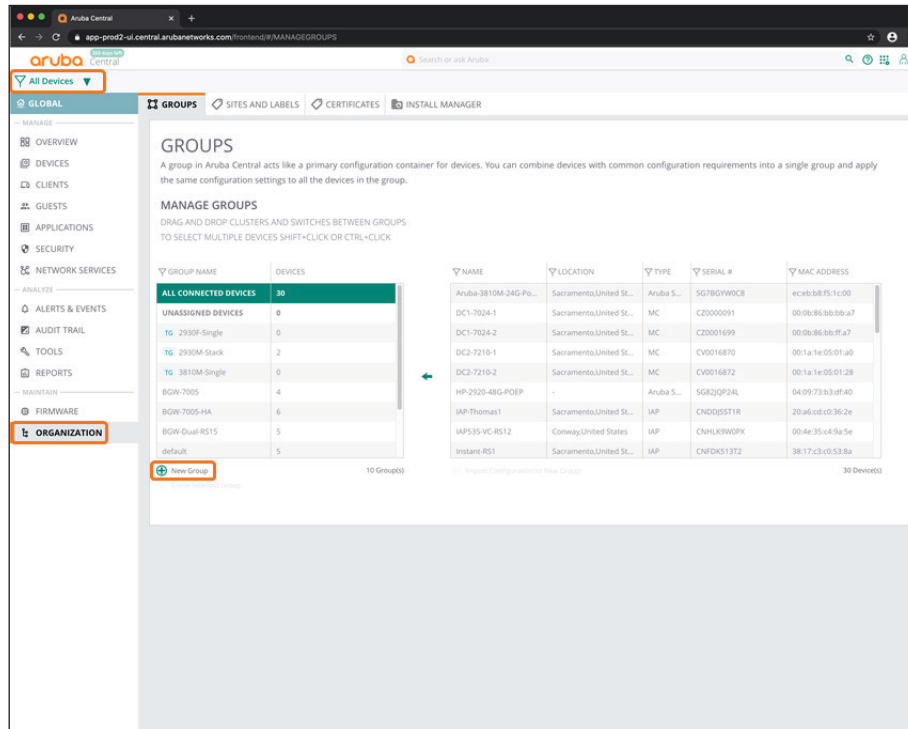 Aruba Central
app-prod2-ui.central.arubanetworks.com/frontend/#/MANAGEGROUPS
aruba Central
Search or ask Aruba
All Devices
GLOBAL
GROUPS
SITES AND LABELS
CERTIFICATES
INSTALL MANAGER
MANAGE
OVERVIEW
DEVICES
CLIENTS
GUESTS
APPLICATIONS
SECURITY
NETWORK SERVICES
ANALYZE
ALERTS & EVENTS
AUDIT TRAIL
TOOLS
REPORTS
MAINTAIN
FIRMWARE
ORGANIZATION
GROUPS
A group in Aruba Central acts like a primary configuration container for devices. You can combine devices with common configuration requirements into a single group and apply
the same configuration settings to all the devices in the group.
MANAGE GROUPS
DRAG AND DROP CLUSTERS AND SWITCHES BETWEEN GROUPS
TO SELECT MULTIPLE DEVICES SHIFT+CLICK OR CTRL+CLICK
GROUP NAME DEVICES
ALL CONNECTED DEVICES 30
UNASSIGNED DEVICES 0
TG 2930F-Single 0
TG 2930M-Stack 2
TG 3810M-Single 0
BGW-7005 4
BGW-7005-HA 6
BGW-Dual-RS15 5
default 5
New Group 10 Group(s)
Clone Selected Group
NAME LOCATION TYPE SERIAL # MAC ADDRESS
Aruba-3810M-24G-Po... Sacramento,United St... Aruba S... SG7BGYW0C8 ec:eb:b8:f5:1c:00
DC1-7024-1 Sacramento,United St... MC CZ0000091 00:0b:86:bb:bb:a7
DC1-7024-2 Sacramento,United St... MC CZ0001699 00:0b:86:bb:ff:a7
DC2-7210-1 Sacramento,United St... MC CV0016870 00:1a:1e:05:01:a0
DC2-7210-2 Sacramento,United St... MC CV0016872 00:1a:1e:05:01:28
HP-2920-48G-POEP - Aruba S... SG82JQP24L 04:09:73:b3:df:40
IAP-Thomas1 Sacramento,United St... IAP CNDDJSST1R 20:a6:cd:c0:36:2e
IAP535-VC-RS12 Conway,United States IAP CNHLK9W0PX 00:4e:35:c4:9a:5e
Instant-RS1 Sacramento,United St... IAP CNFDKS13T2 38:17:c3:c0:53:8a
Import Configuration to New Group 30 Device(s)